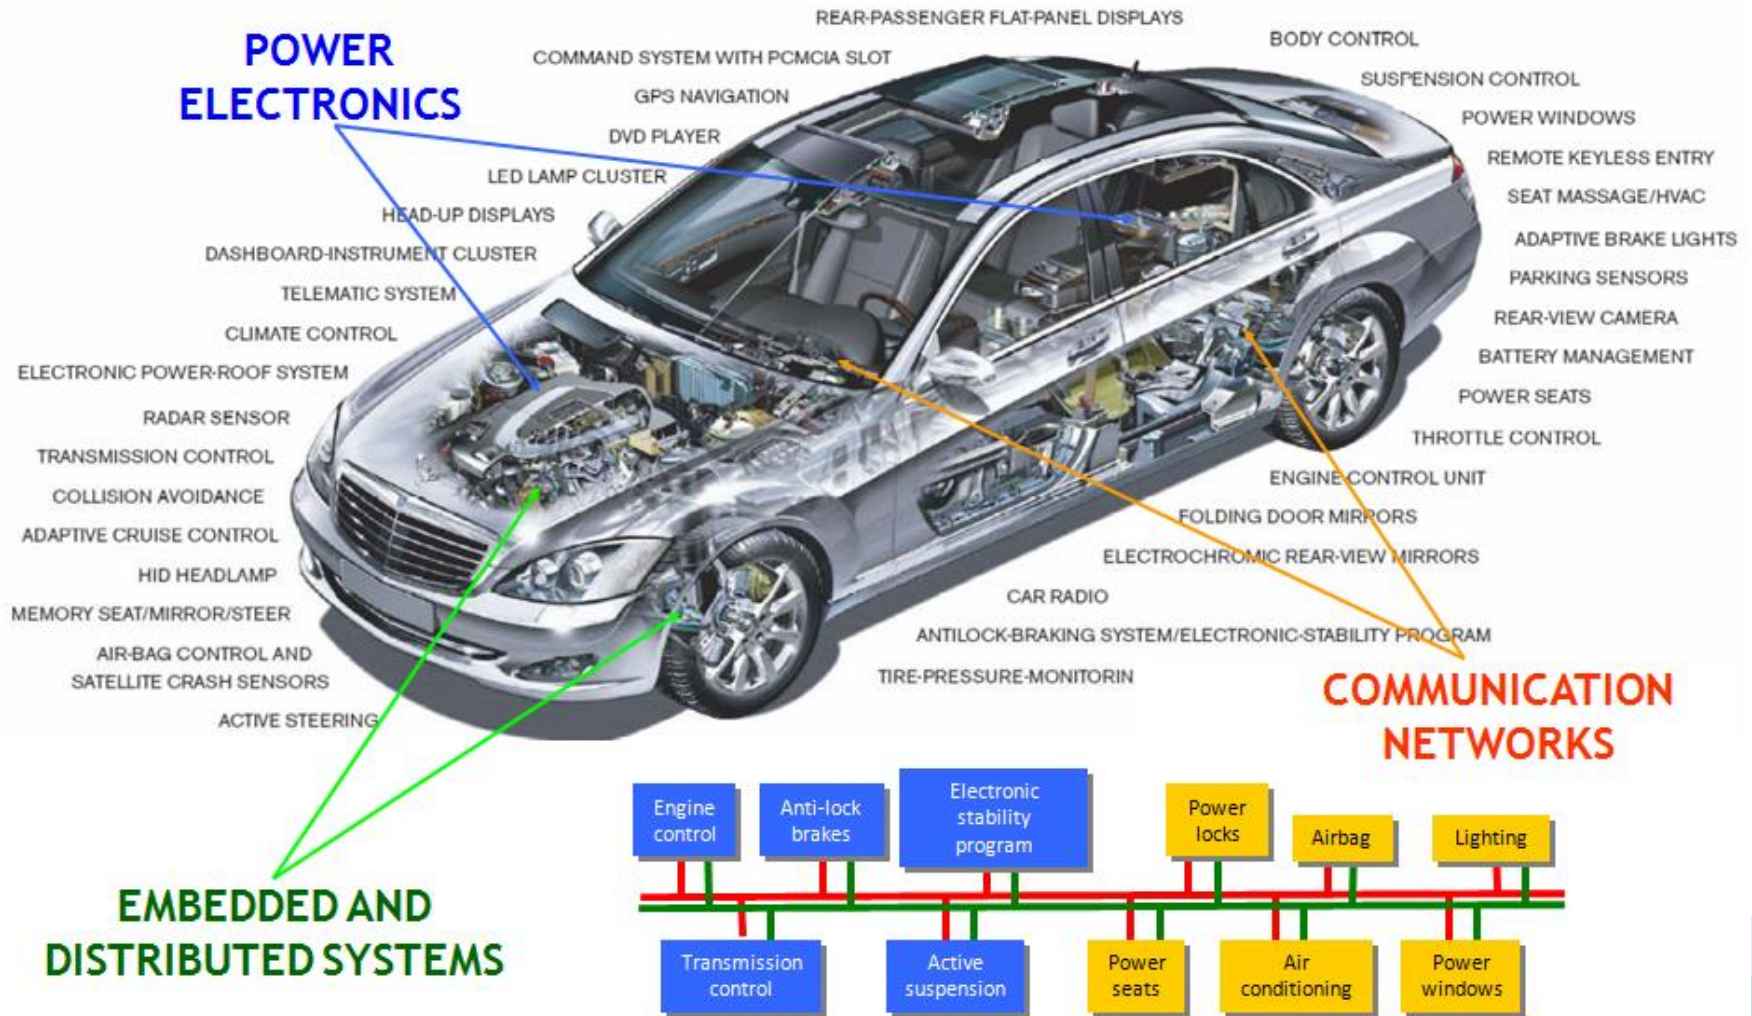 REAR-PASSENGER FLAT-PANEL DISPLAYS
COMMAND SYSTEM WITH PCMCIA SLOT
GPS NAVIGATION
DVD PLAYER
LED LAMP CLUSTER
HEAD-UP DISPLAYS
DASHBOARD-INSTRUMENT CLUSTER
TELEMATIC SYSTEM
CLIMATE CONTROL
ELECTRONIC POWER-ROOF SYSTEM
RADAR SENSOR
TRANSMISSION CONTROL
COLLISION AVOIDANCE
ADAPTIVE CRUISE CONTROL
HID HEADLAMP
MEMORY SEAT/MIRROR/STEER
AIR-BAG CONTROL AND
SATELLITE CRASH SENSORS
ACTIVE STEERING
POWER
ELECTRONICS
BODY CONTROL
SUSPENSION CONTROL
POWER WINDOWS
REMOTE KEYLESS ENTRY
SEAT MASSAGE/HVAC
ADAPTIVE BRAKE LIGHTS
PARKING SENSORS
REAR-VIEW CAMERA
BATTERY MANAGEMENT
POWER SEATS
THROTTLE CONTROL
ENGINE CONTROL UNIT
FOLDING DOOR MIRRORS
ELECTROCHROMIC REAR-VIEW MIRRORS
CAR RADIO
ANTILOCK-BRAKING SYSTEM/ELECTRONIC-STABILITY PROGRAM
TIRE-PRESSURE-MONITORIN
COMMUNICATION
NETWORKS
EMBEDDED AND
DISTRIBUTED SYSTEMS
Engine
control
Anti-lock
brakes
Electronic
stability
program
Power
locks
Airbag
Lighting
Transmission
control
Active
suspension
Power
seats
Air
conditioning
Power
windows